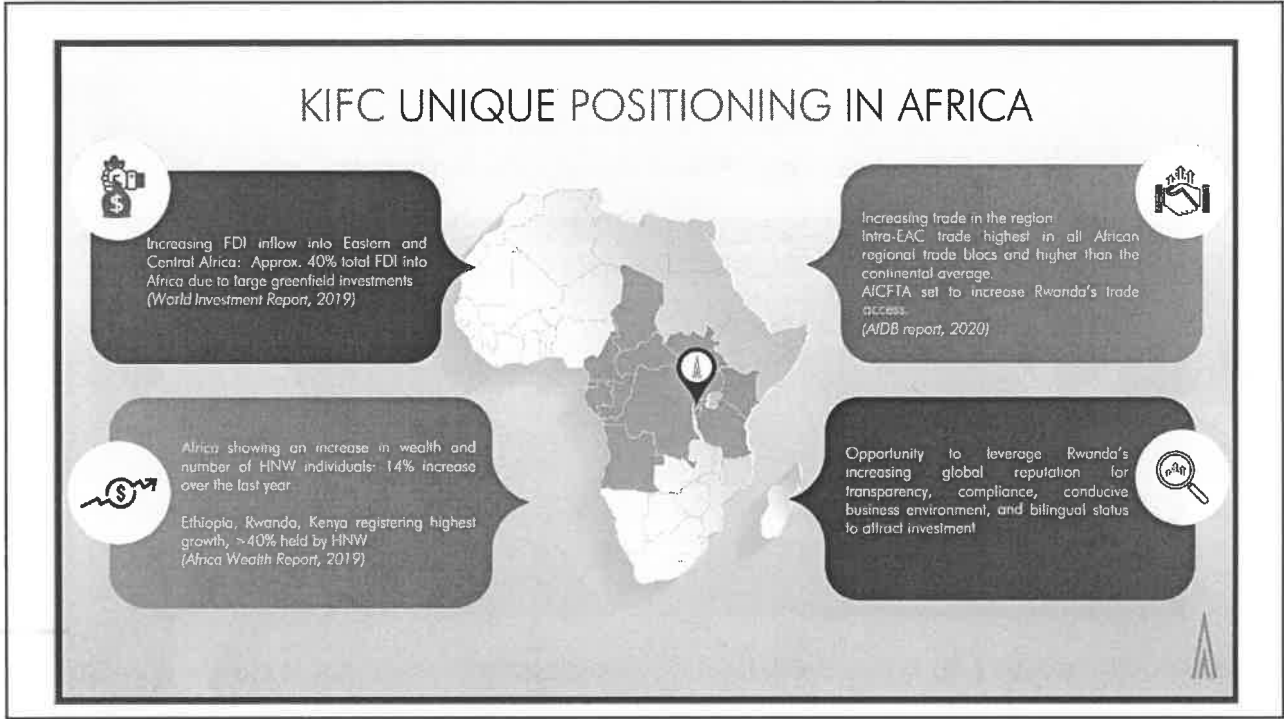 KIFC UNIQUE POSITIONING IN AFRICA
Increasing FDI inflow into Eastern and
Central Africa: Approx. 40% total FDI into
Africa due to large greenfield investments
(World Investment Report, 2019)
Increasing trade in the region
Intra-EAC trade highest in all African
regional trade blocs and higher than the
continental average.
AfCFTA set to increase Rwanda's trade
access.
(AfDB report, 2020)
Africa showing an increase in wealth and
number of HNW individuals- 14% increase
over the last year
Ethiopia, Rwanda, Kenya registering highest
growth, >40% held by HNW
(Africa Wealth Report, 2019)
Opportunity to leverage Rwanda's
increasing global reputation for
transparency, compliance, conducive
business environment, and bilingual status
to attract investment